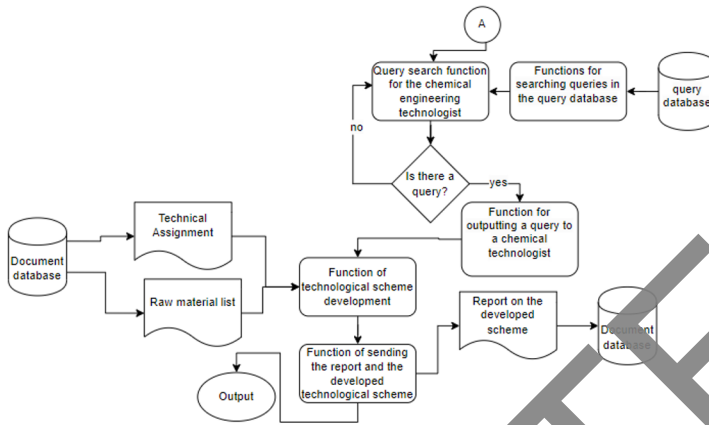 A
Query search function
for the chemical
engineering
technologist
Functions for
searching queries in
the query database
query
database
no
Is there a
query?
yes
Function for
outputting a query to
a chemical
technologist
Technical
Assignment
Document
database
Raw material list
Function of
technological scheme
development
Report on the
developed
scheme
Document
database
Function of sending
the report and the
developed
technological scheme
Output